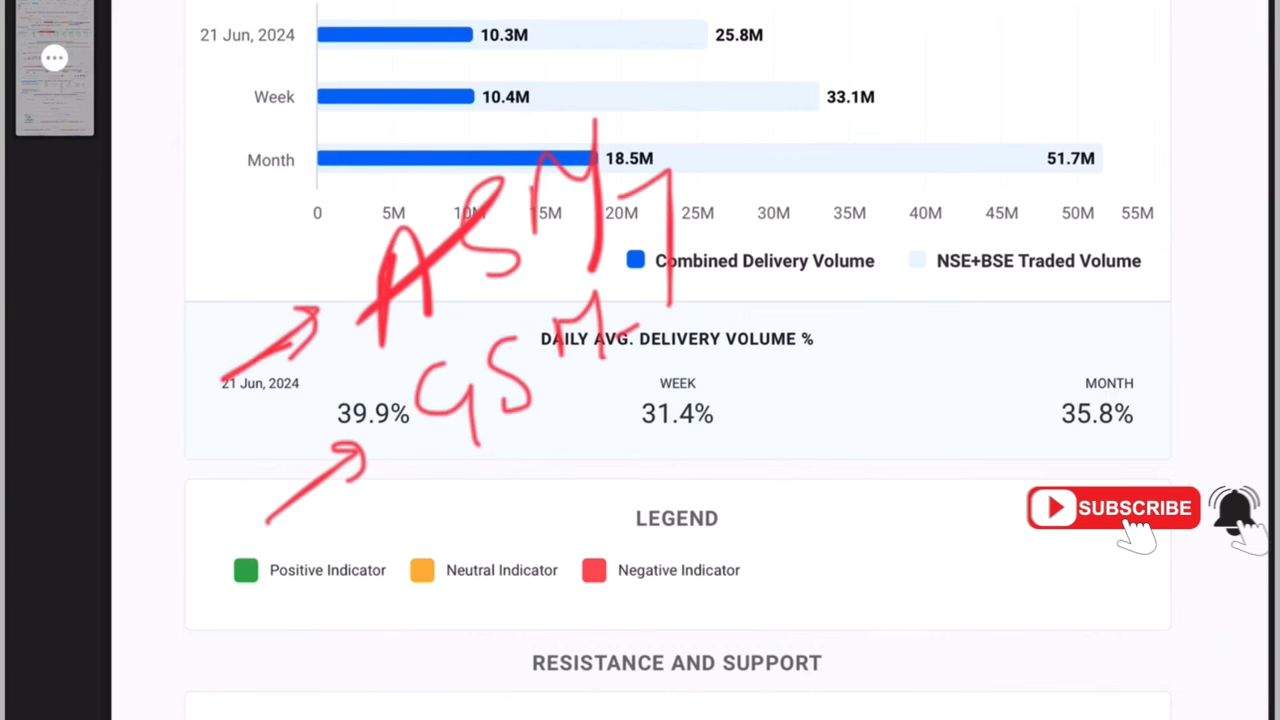 21 Jun, 2024 10.3M 25.8M
Week 10.4M 33.1M
Month 18.5M 51.7M
0 5M 10M 15M 20M 25M 30M 35M 40M 45M 50M 55M
ASM
Combined Delivery Volume NSE+BSE Traded Volume
GSM
DAILY AVG. DELIVERY VOLUME %
21 Jun, 2024 WEEK MONTH
39.9% 31.4% 35.8%
SUBSCRIBE
LEGEND
Positive Indicator Neutral Indicator Negative Indicator
RESISTANCE AND SUPPORT